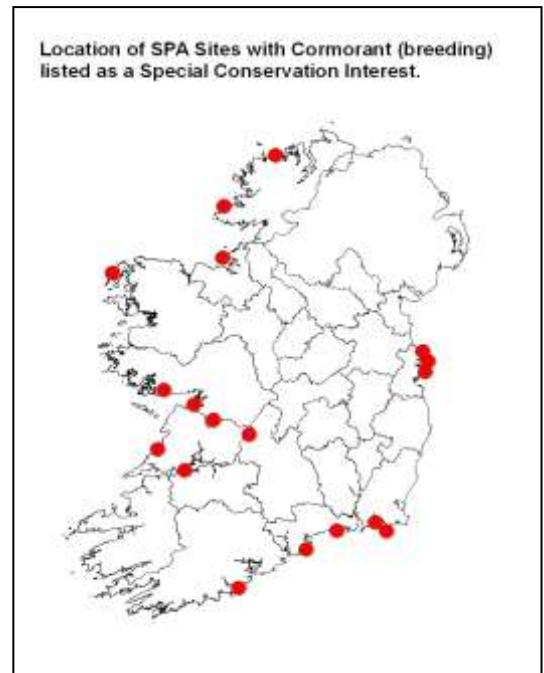 Location of SPA Sites with Cormorant (breeding)
listed as a Special Conservation Interest.